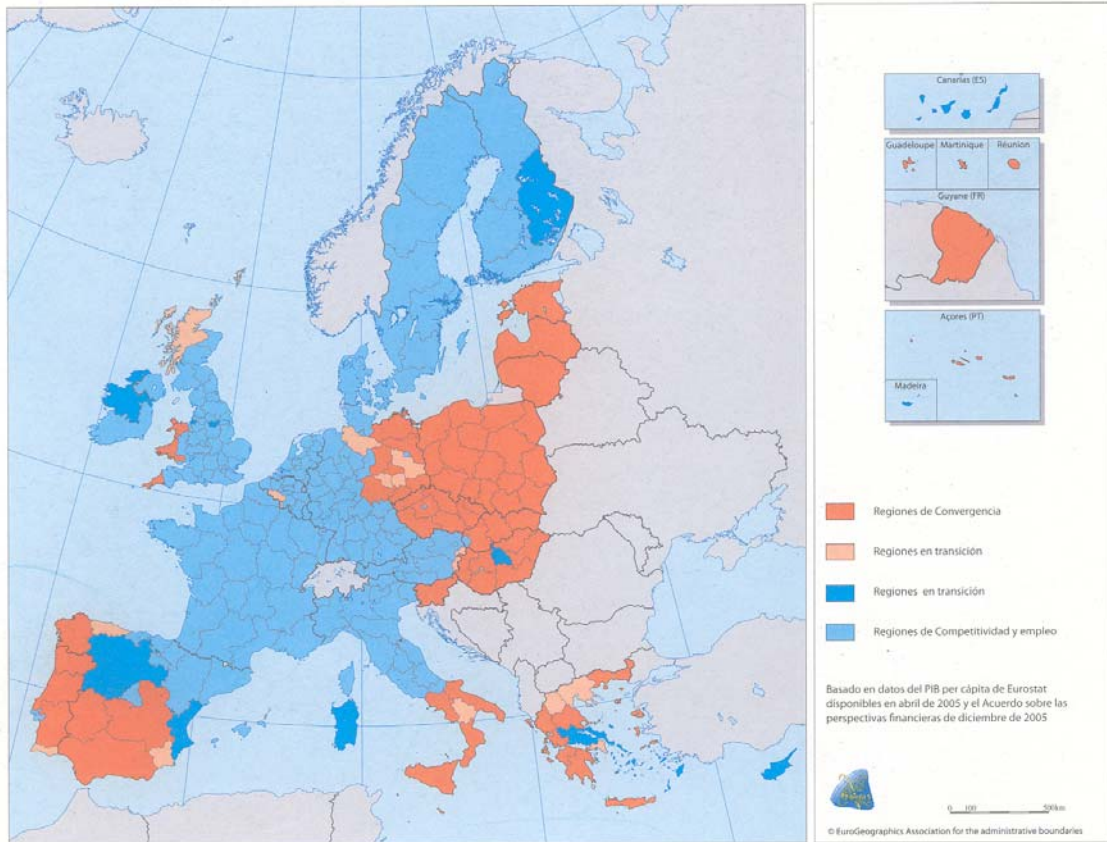 Canarias (ES)
Guadeloupe
Martinique
Réunion
Guyane (FR)
Açores (PT)
Madeira
Regiones de Convergencia
Regiones en transición
Regiones en transición
Regiones de Competitividad y empleo
Basado en datos del PIB per cápita de Eurostat
disponibles en abril de 2005 y el Acuerdo sobre las
perspectivas financieras de diciembre de 2005
0 100 500km
© EuroGeographics Association for the administrative boundaries